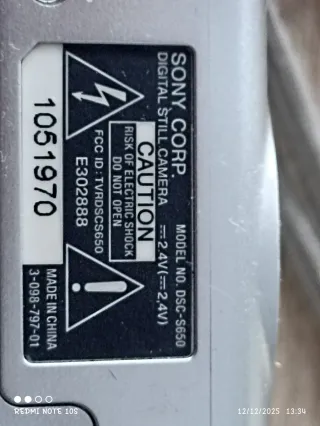 SONY CORP.
DIGITAL STILL CAMERA
MODEL NO. DSC-S650
⎓ 2.4V(⎓2,4V)
CAUTION
RISK OF ELECTRIC SHOCK
DO NOT OPEN
FCC ID:TVRDSCS650
E302888
1051970
MADE IN CHINA
3-098-797-01
REDMI NOTE 10S
12/12/2025 13:34